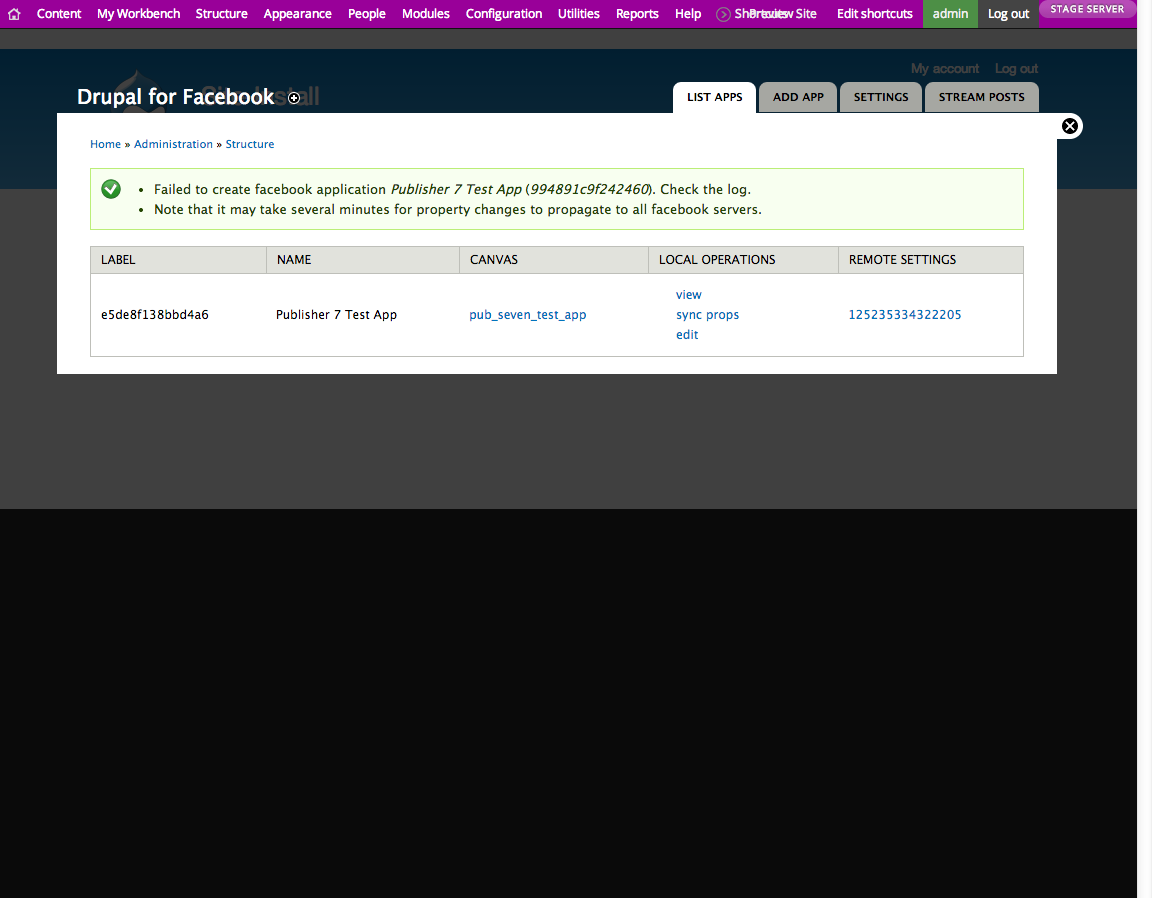 Content My Workbench Structure Appearance People Modules Configuration Utilities Reports Help Preview Site Edit shortcuts admin Log out STAGE SERVER
My account Log out
Drupal for Facebook
LIST APPS ADD APP SETTINGS STREAM POSTS
Home » Administration » Structure
• Failed to create facebook application Publisher 7 Test App (994891c9f242460). Check the log.
• Note that it may take several minutes for property changes to propagate to all facebook servers.
LABEL NAME CANVAS LOCAL OPERATIONS REMOTE SETTINGS
view
e5de8f138bbd4a6 Publisher 7 Test App pub_seven_test_app sync props 125235334322205
edit